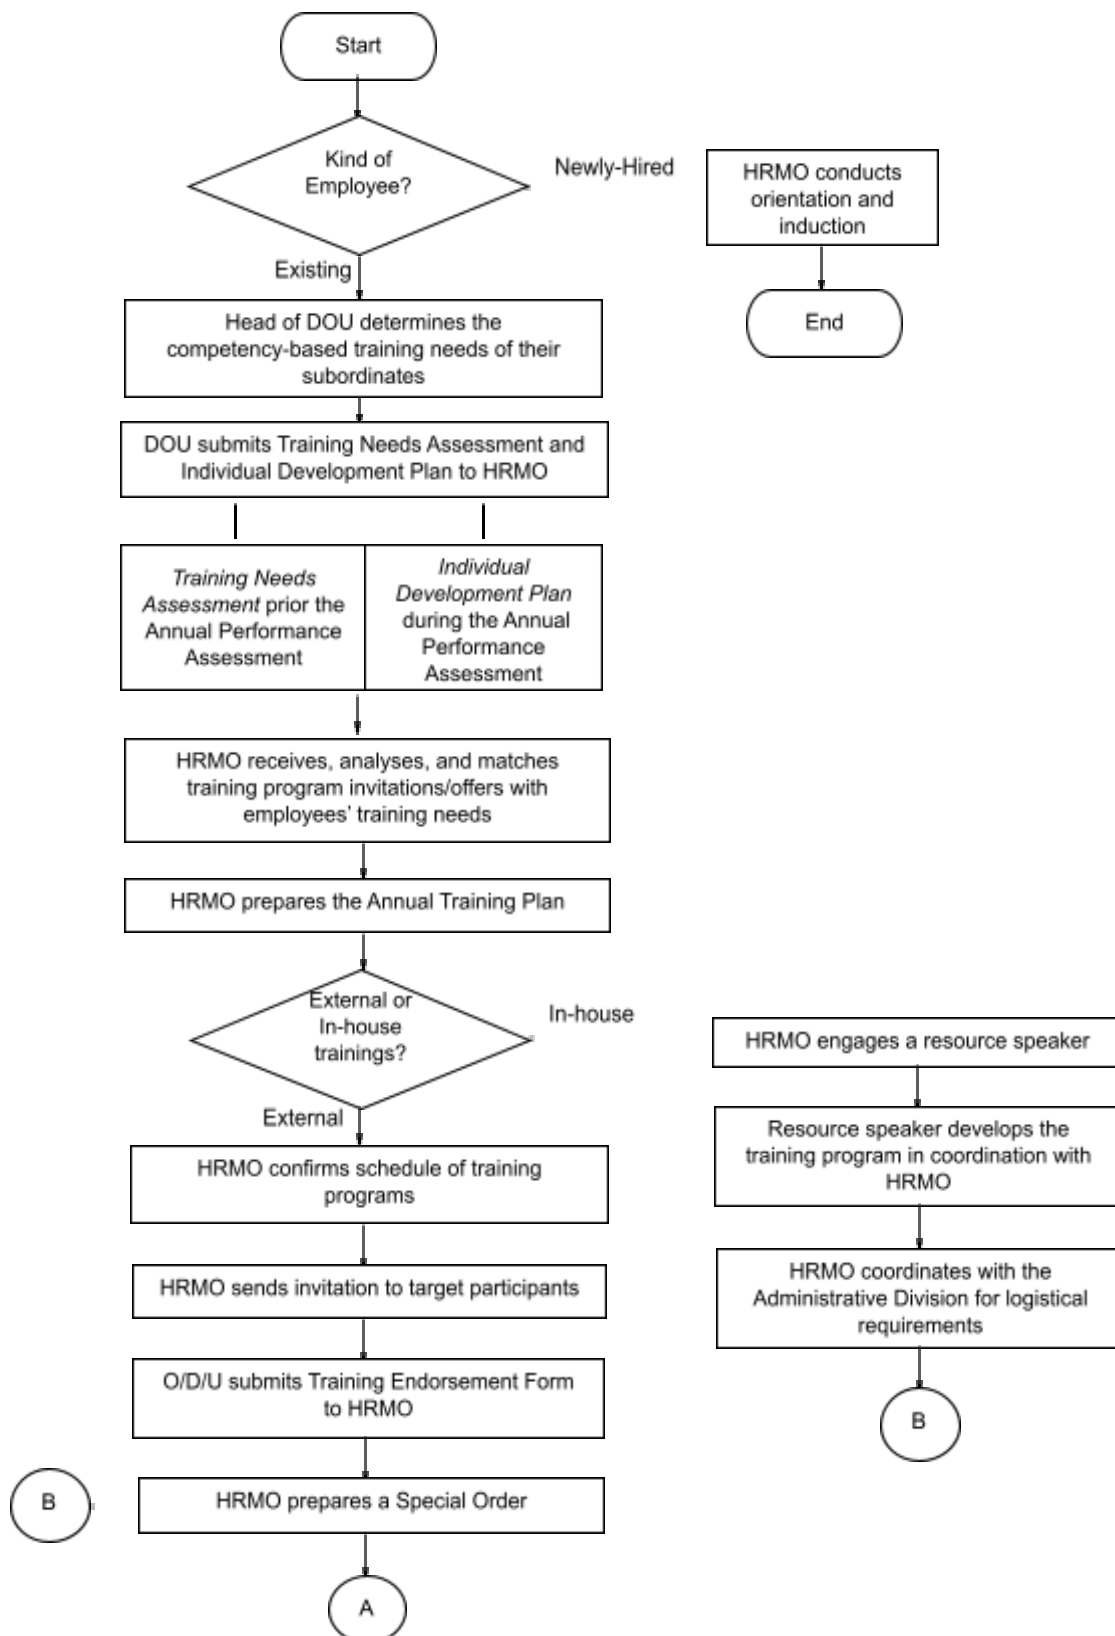 Start
Kind of
Employee?
Newly-Hired
HRMO conducts
orientation and
induction
End
Existing
Head of DOU determines the
competency-based training needs of their
subordinates
DOU submits Training Needs Assessment and
Individual Development Plan to HRMO
Training Needs
Assessment prior the
Annual Performance
Assessment
Individual
Development Plan
during the Annual
Performance
Assessment
HRMO receives, analyses, and matches
training program invitations/offers with
employees’ training needs
HRMO prepares the Annual Training Plan
External or
In-house
trainings?
In-house
External
HRMO confirms schedule of training
programs
HRMO sends invitation to target participants
O/D/U submits Training Endorsement Form
to HRMO
B
HRMO prepares a Special Order
A
HRMO engages a resource speaker
Resource speaker develops the
training program in coordination with
HRMO
HRMO coordinates with the
Administrative Division for logistical
requirements
B